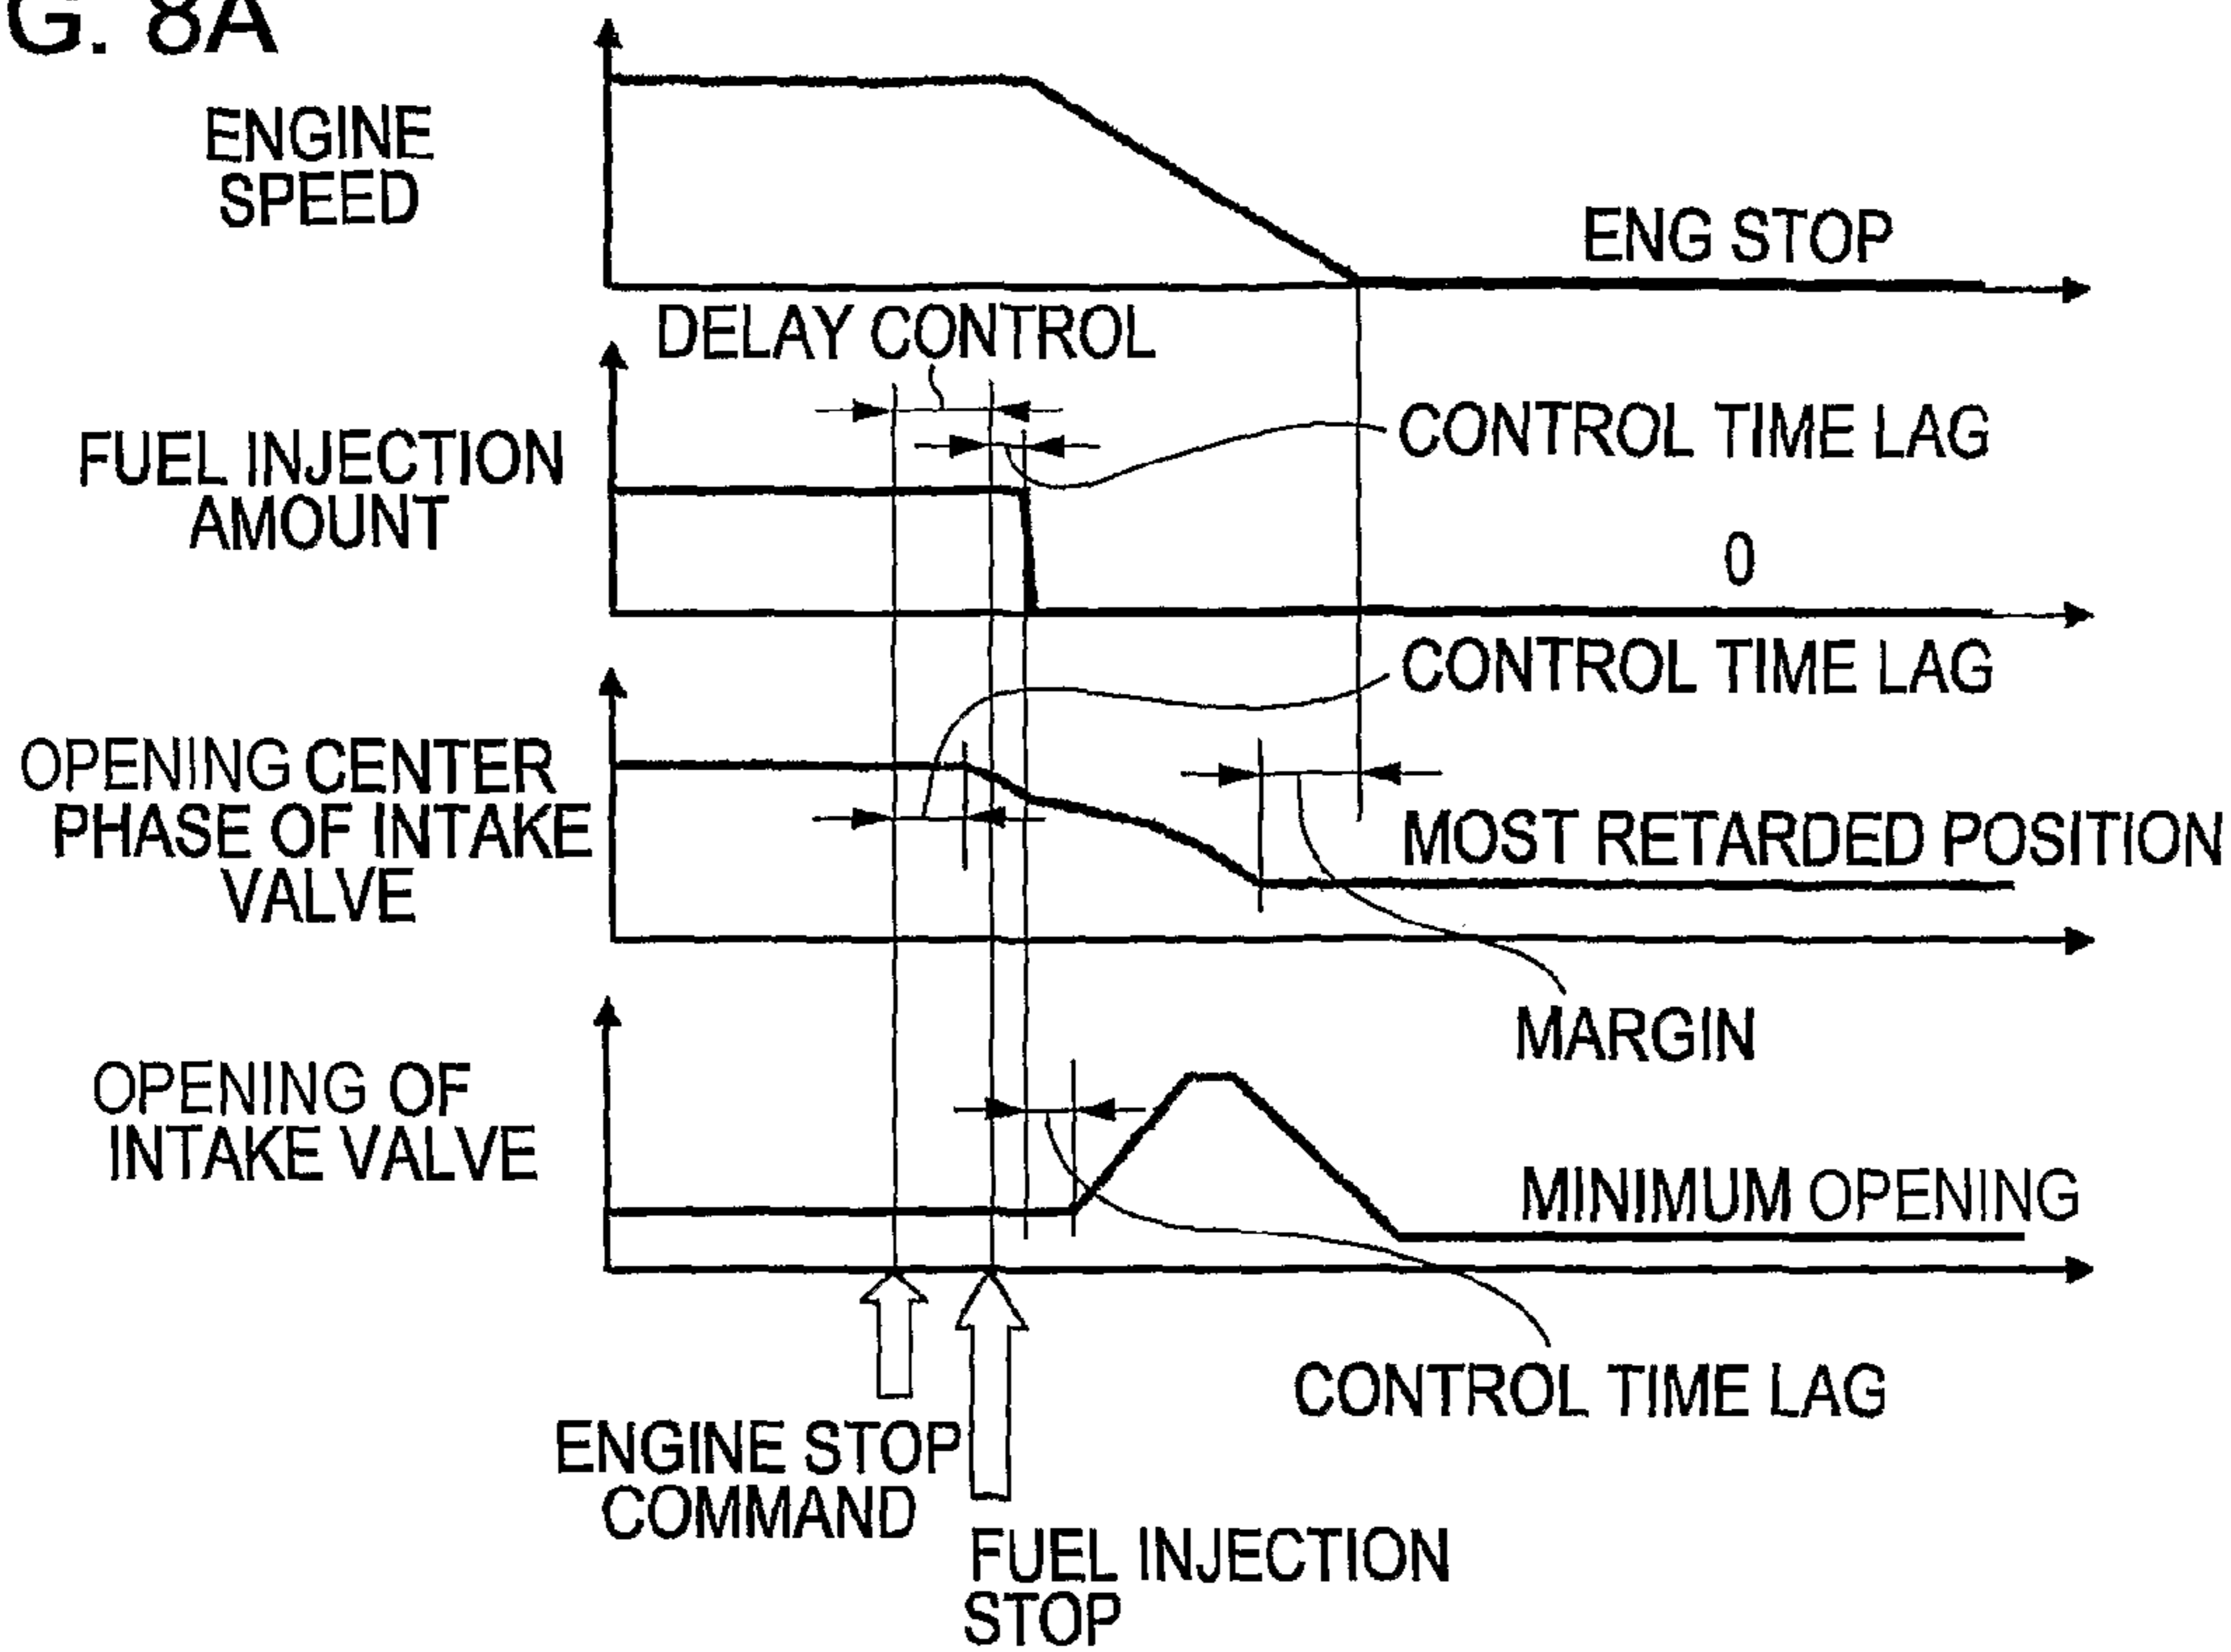 G. 8A
ENGINE
SPEED
ENG STOP
DELAY CONTROL
FUEL INJECTION
AMOUNT
CONTROL TIME LAG
0
CONTROL TIME LAG
OPENING CENTER
PHASE OF INTAKE
VALVE
MOST RETARDED POSITION
MARGIN
OPENING OF
INTAKE VALVE
MINIMUM OPENING
CONTROL TIME LAG
ENGINE STOP
COMMAND
FUEL INJECTION
STOP